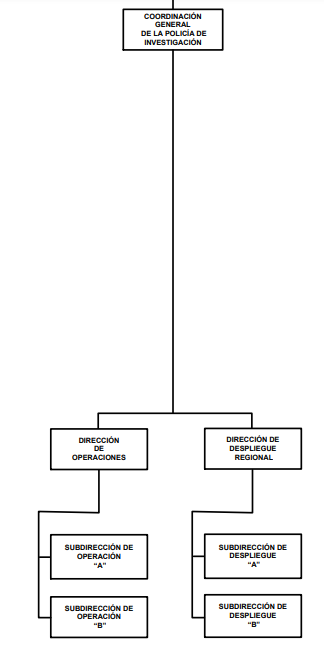 COORDINACIÓN
GENERAL
DE LA POLICÍA DE
INVESTIGACIÓN
DIRECCIÓN
DE
OPERACIONES
DIRECCIÓN DE
DESPLIEGUE
REGIONAL
SUBDIRECCIÓN DE
OPERACIÓN
“A”
SUBDIRECCIÓN DE
DESPLIEGUE
“A”
SUBDIRECCIÓN DE
OPERACIÓN
“B”
SUBDIRECCIÓN DE
DESPLIEGUE
“B”